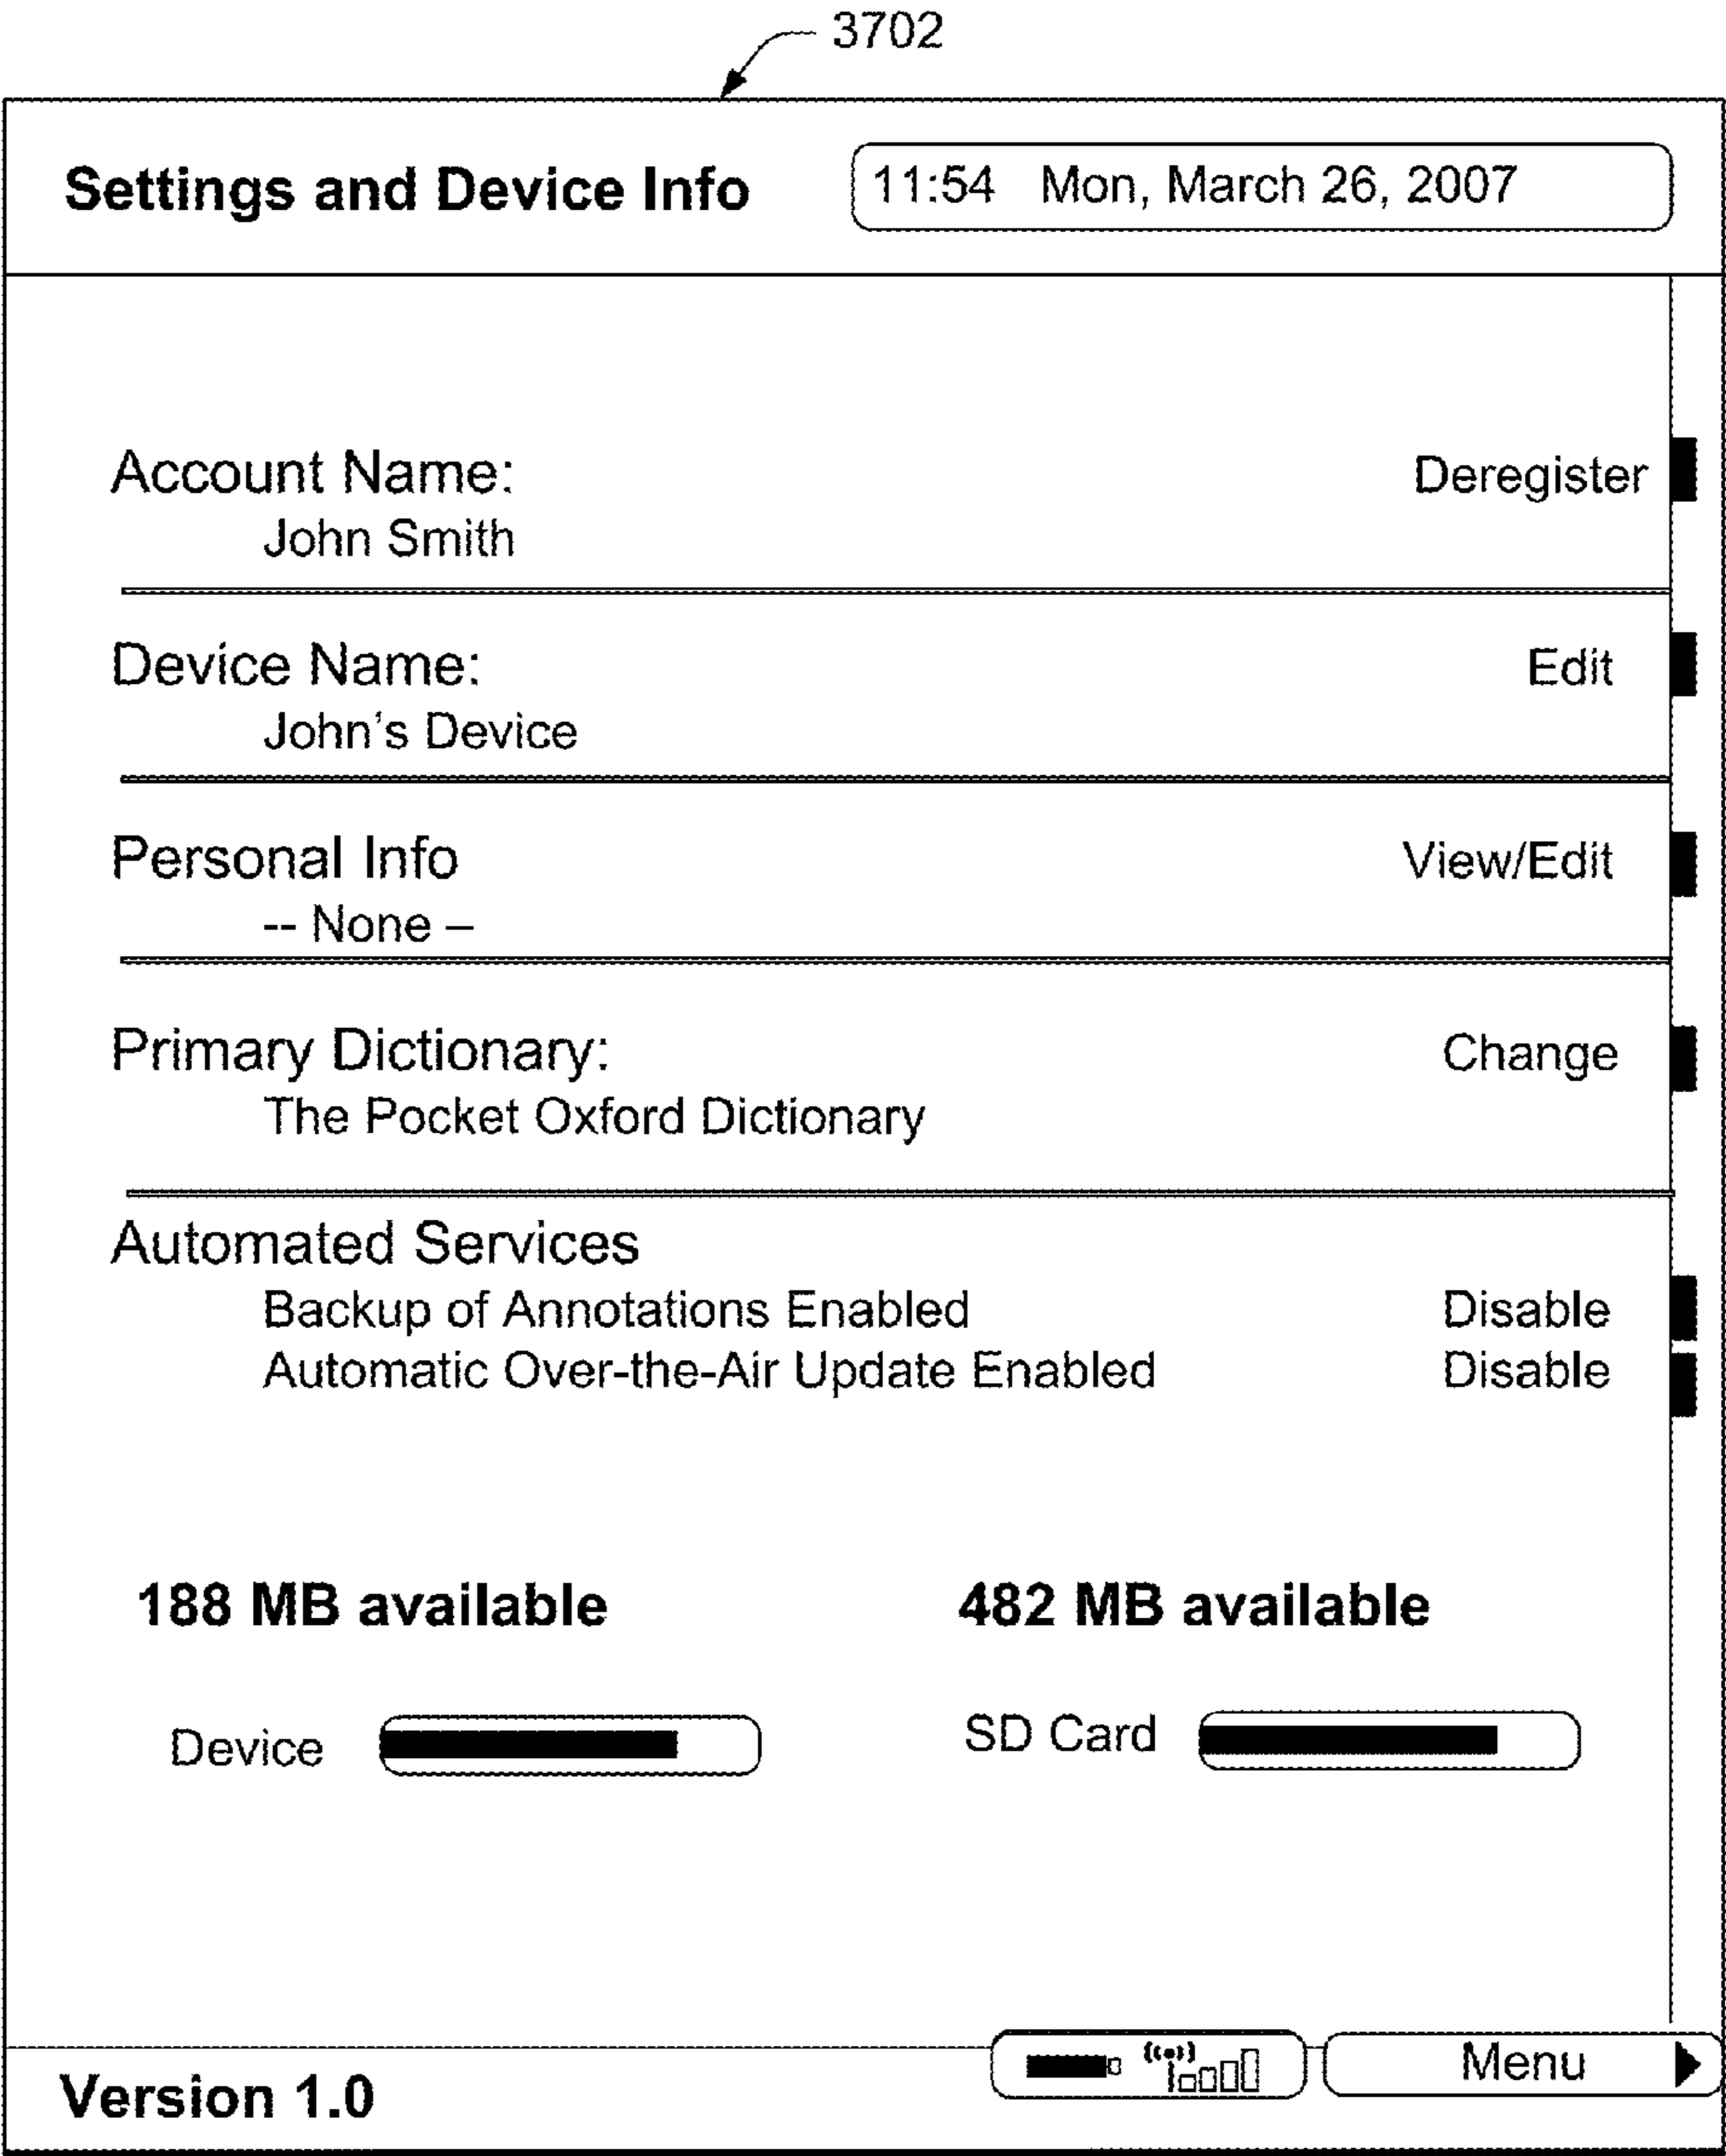 3702
Settings and Device Info 11:54 Mon, March 26, 2007
Account Name: Deregister
John Smith
Device Name: Edit
John's Device
Personal Info View/Edit
-- None –
Primary Dictionary: Change
The Pocket Oxford Dictionary
Automated Services
Backup of Annotations Enabled Disable
Automatic Over-the-Air Update Enabled Disable
188 MB available 482 MB available
Device SD Card
Version 1.0 Menu